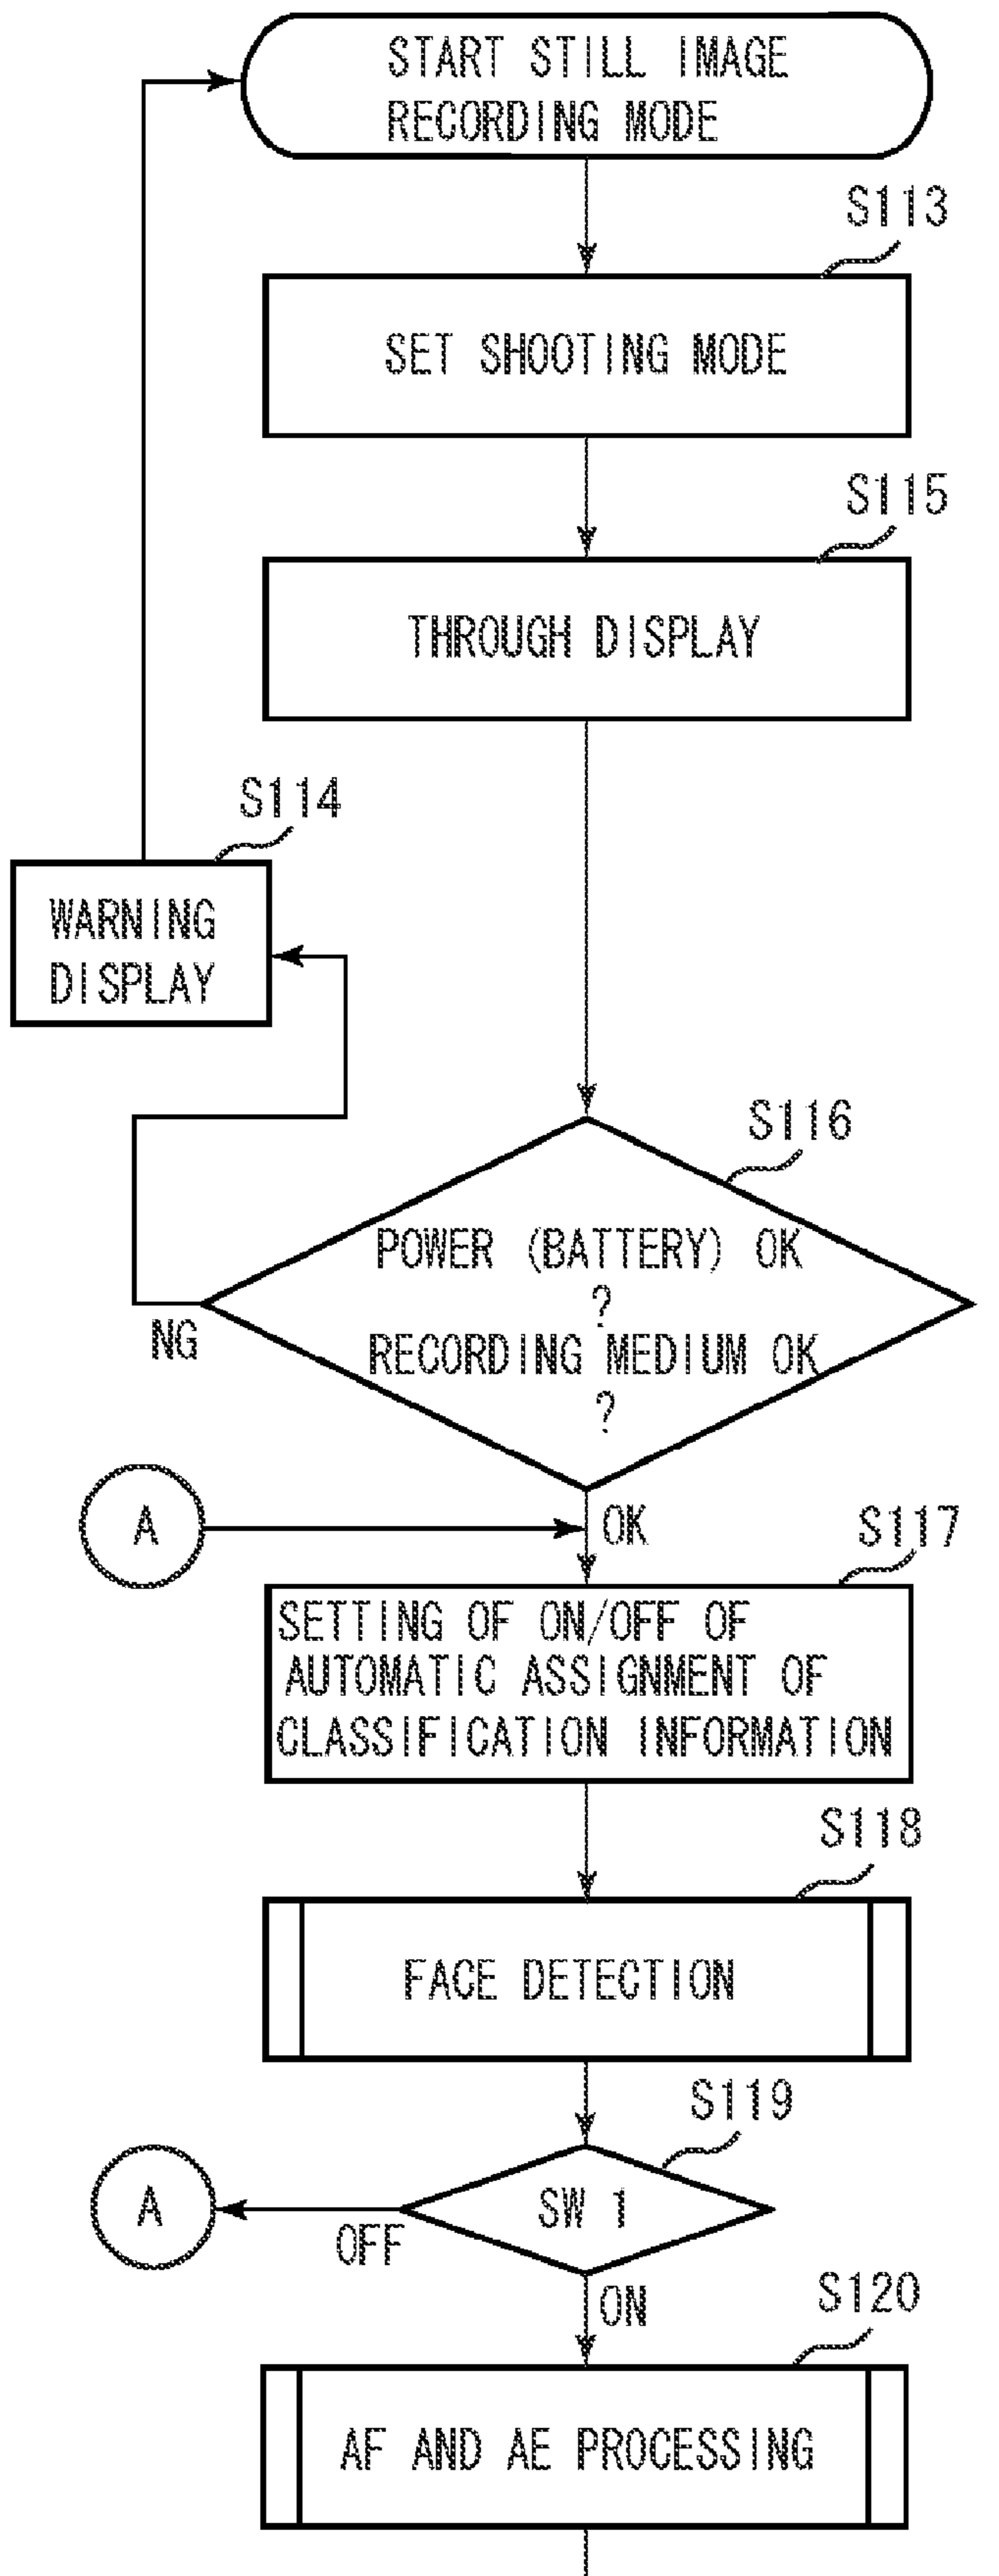 START STILL IMAGE
RECORDING MODE
S113
SET SHOOTING MODE
S115
THROUGH DISPLAY
S114
WARNING
DISPLAY
S116
POWER (BATTERY) OK
?
RECORDING MEDIUM OK
?
NG
A
OK
S117
SETTING OF ON/OFF OF
AUTOMATIC ASSIGNMENT OF
CLASSIFICATION INFORMATION
S118
FACE DETECTION
S119
SW 1
A
OFF
ON
S120
AF AND AE PROCESSING